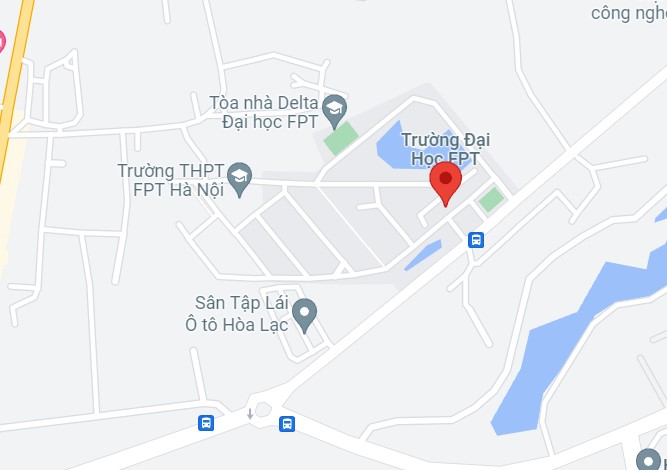 công nghệ
Tòa nhà Delta
Đại học FPT
Trường Đại
Học FPT
Trường THPT
FPT Hà Nội
Sân Tập Lái
Ô tô Hòa Lạc